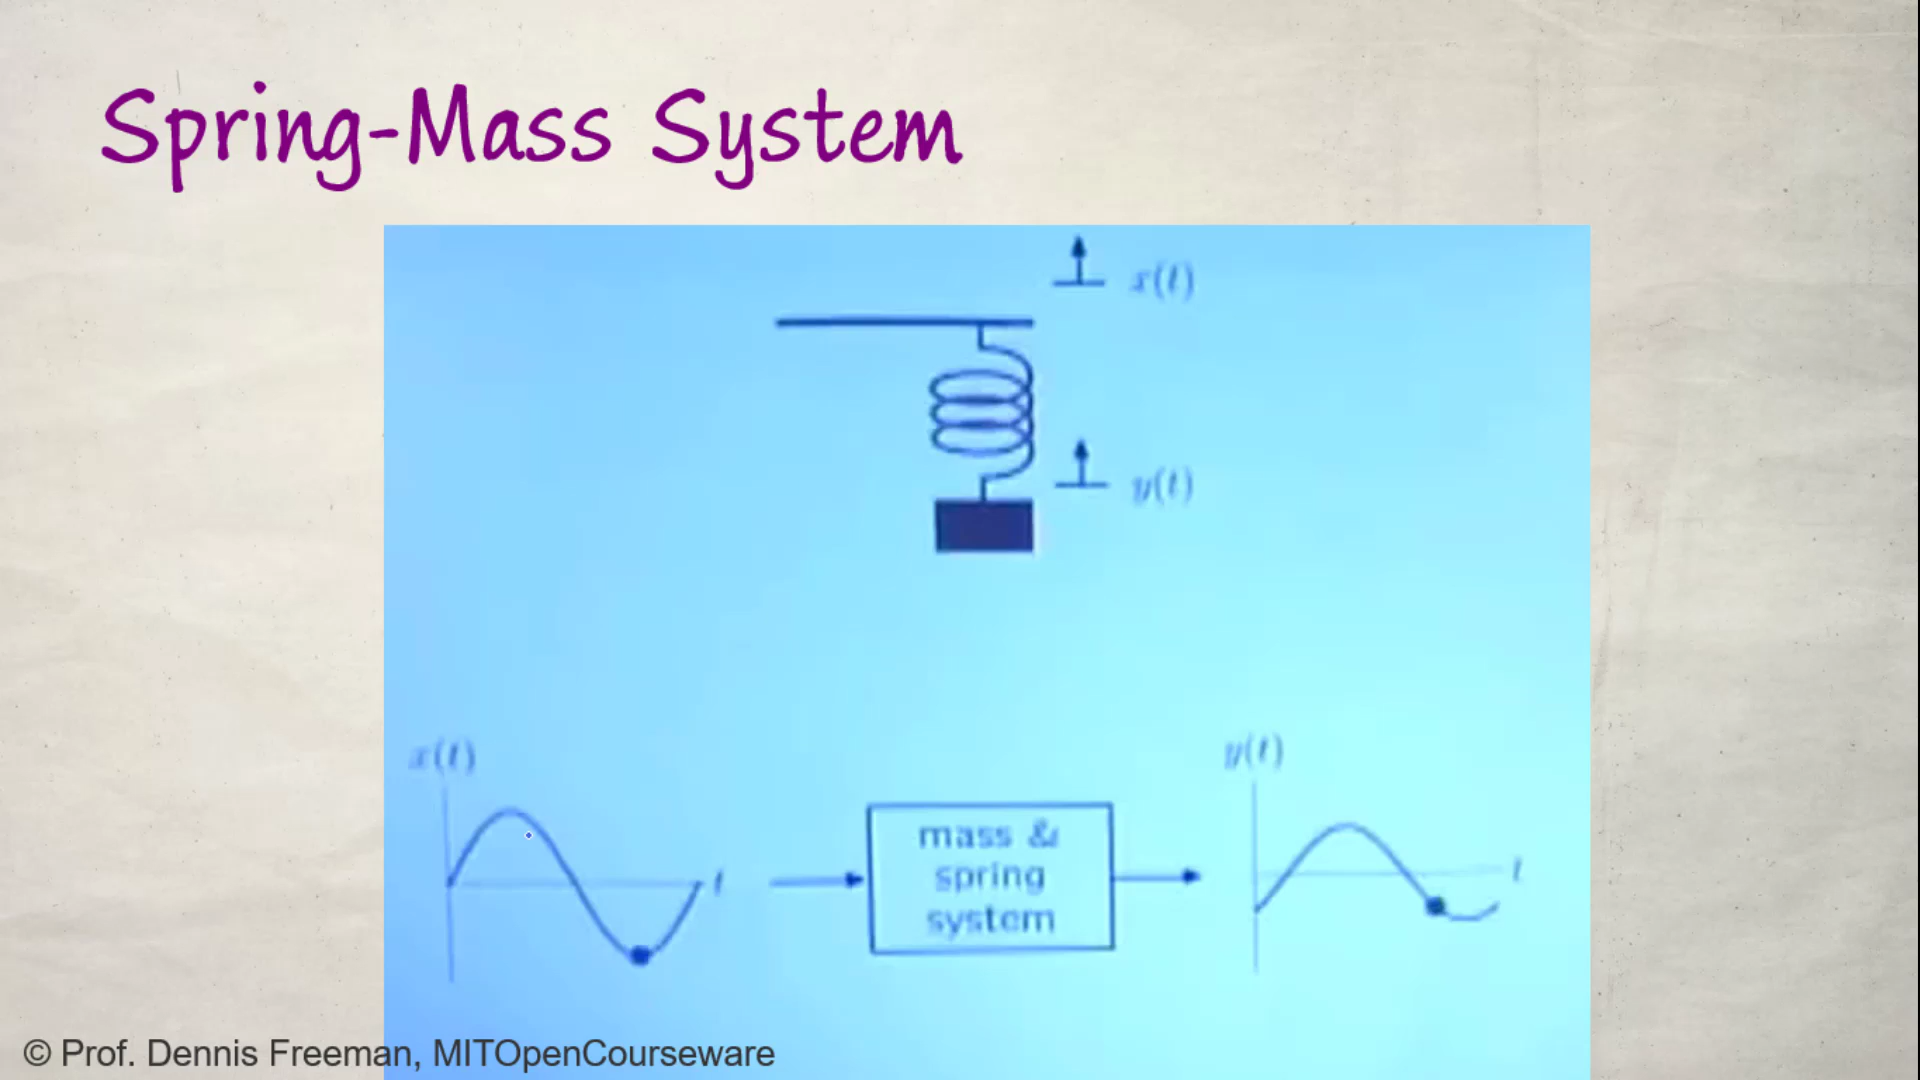 Spring-Mass System
x(t)
y(t)
x(t)
t
mass &
spring
system
y(t)
t
© Prof. Dennis Freeman, MITOpenCourseware